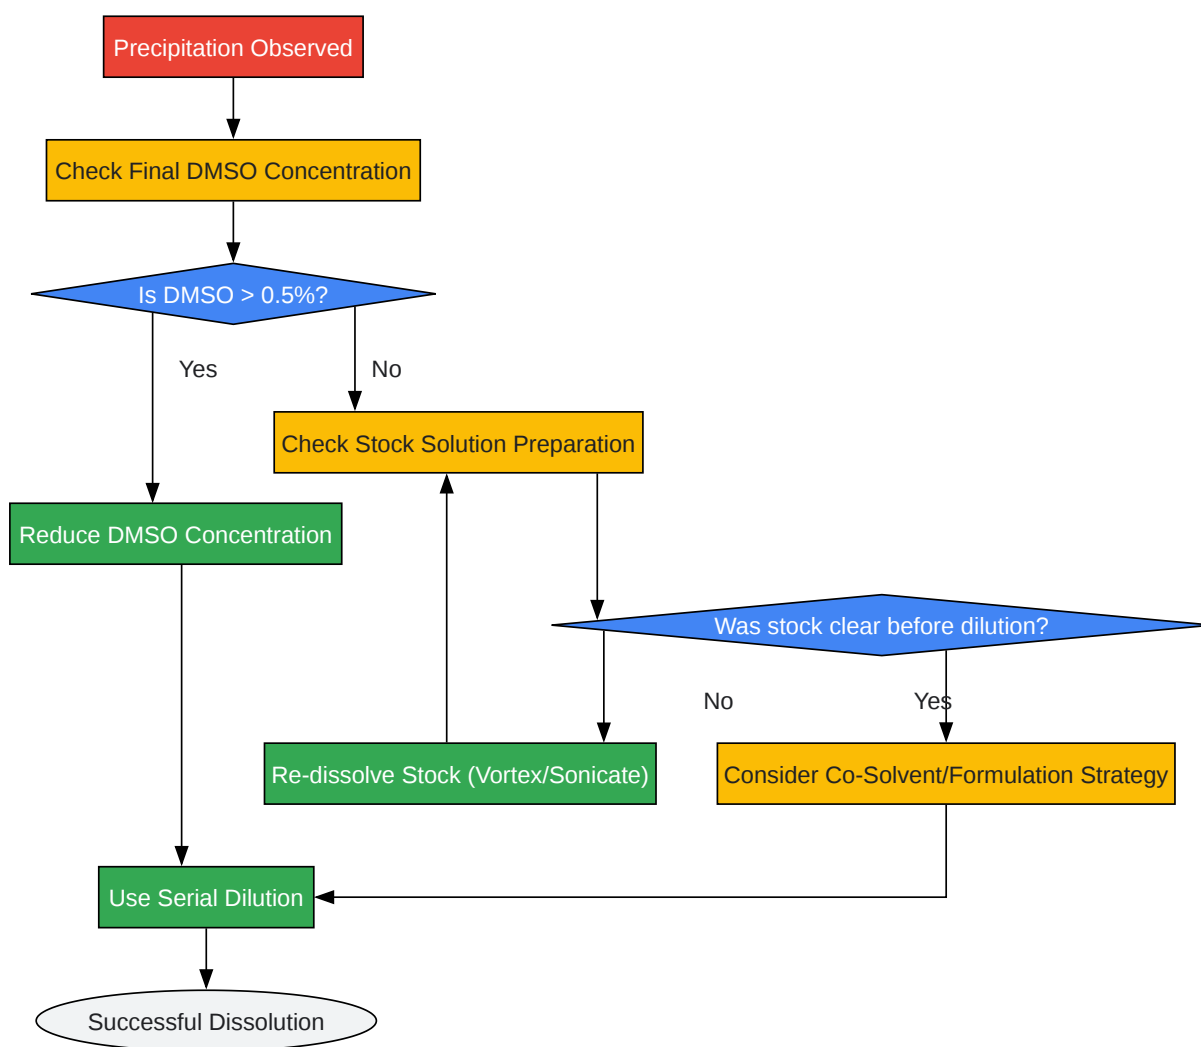 Precipitation Observed
Check Final DMSO Concentration
Is DMSO > 0.5%?
Yes
No
Check Stock Solution Preparation
Reduce DMSO Concentration
Was stock clear before dilution?
No
Yes
Re-dissolve Stock (Vortex/Sonicate)
Consider Co-Solvent/Formulation Strategy
Use Serial Dilution
Successful Dissolution